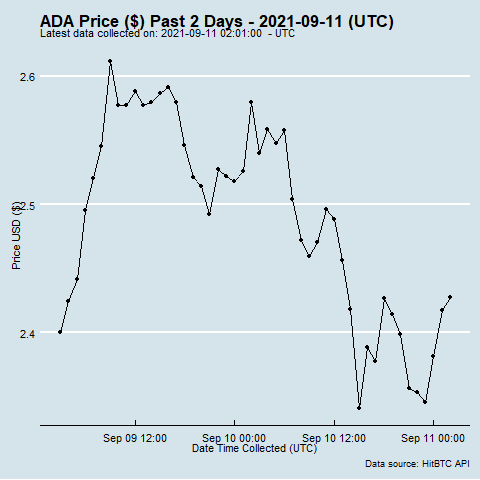 ADA Price ($) Past 2 Days - 2021-09-11 (UTC)
Latest data collected on: 2021-09-11 02:01:00 - UTC
2.6
2.5
2.4
Price USD ($)
Sep 09 12:00
Sep 10 00:00
Sep 10 12:00
Sep 11 00:00
Date Time Collected (UTC)
Data source: HitBTC API